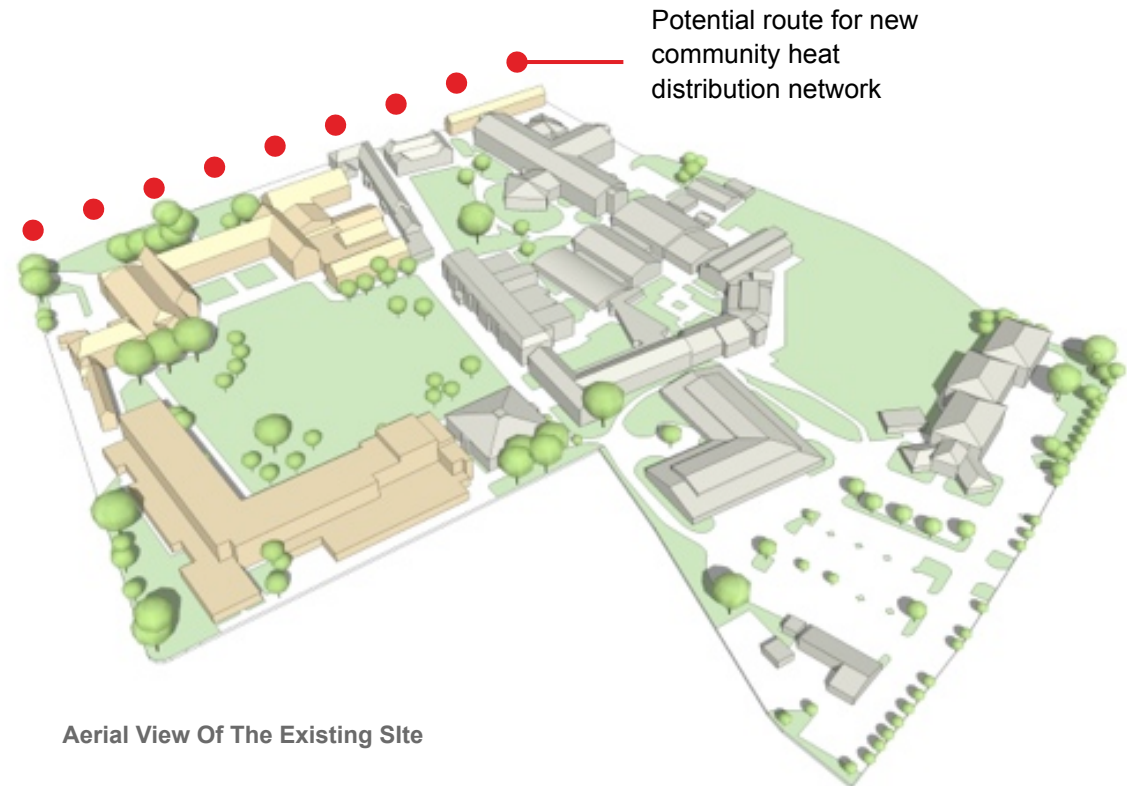 Potential route for new
community heat
distribution network
Aerial View Of The Existing SIte